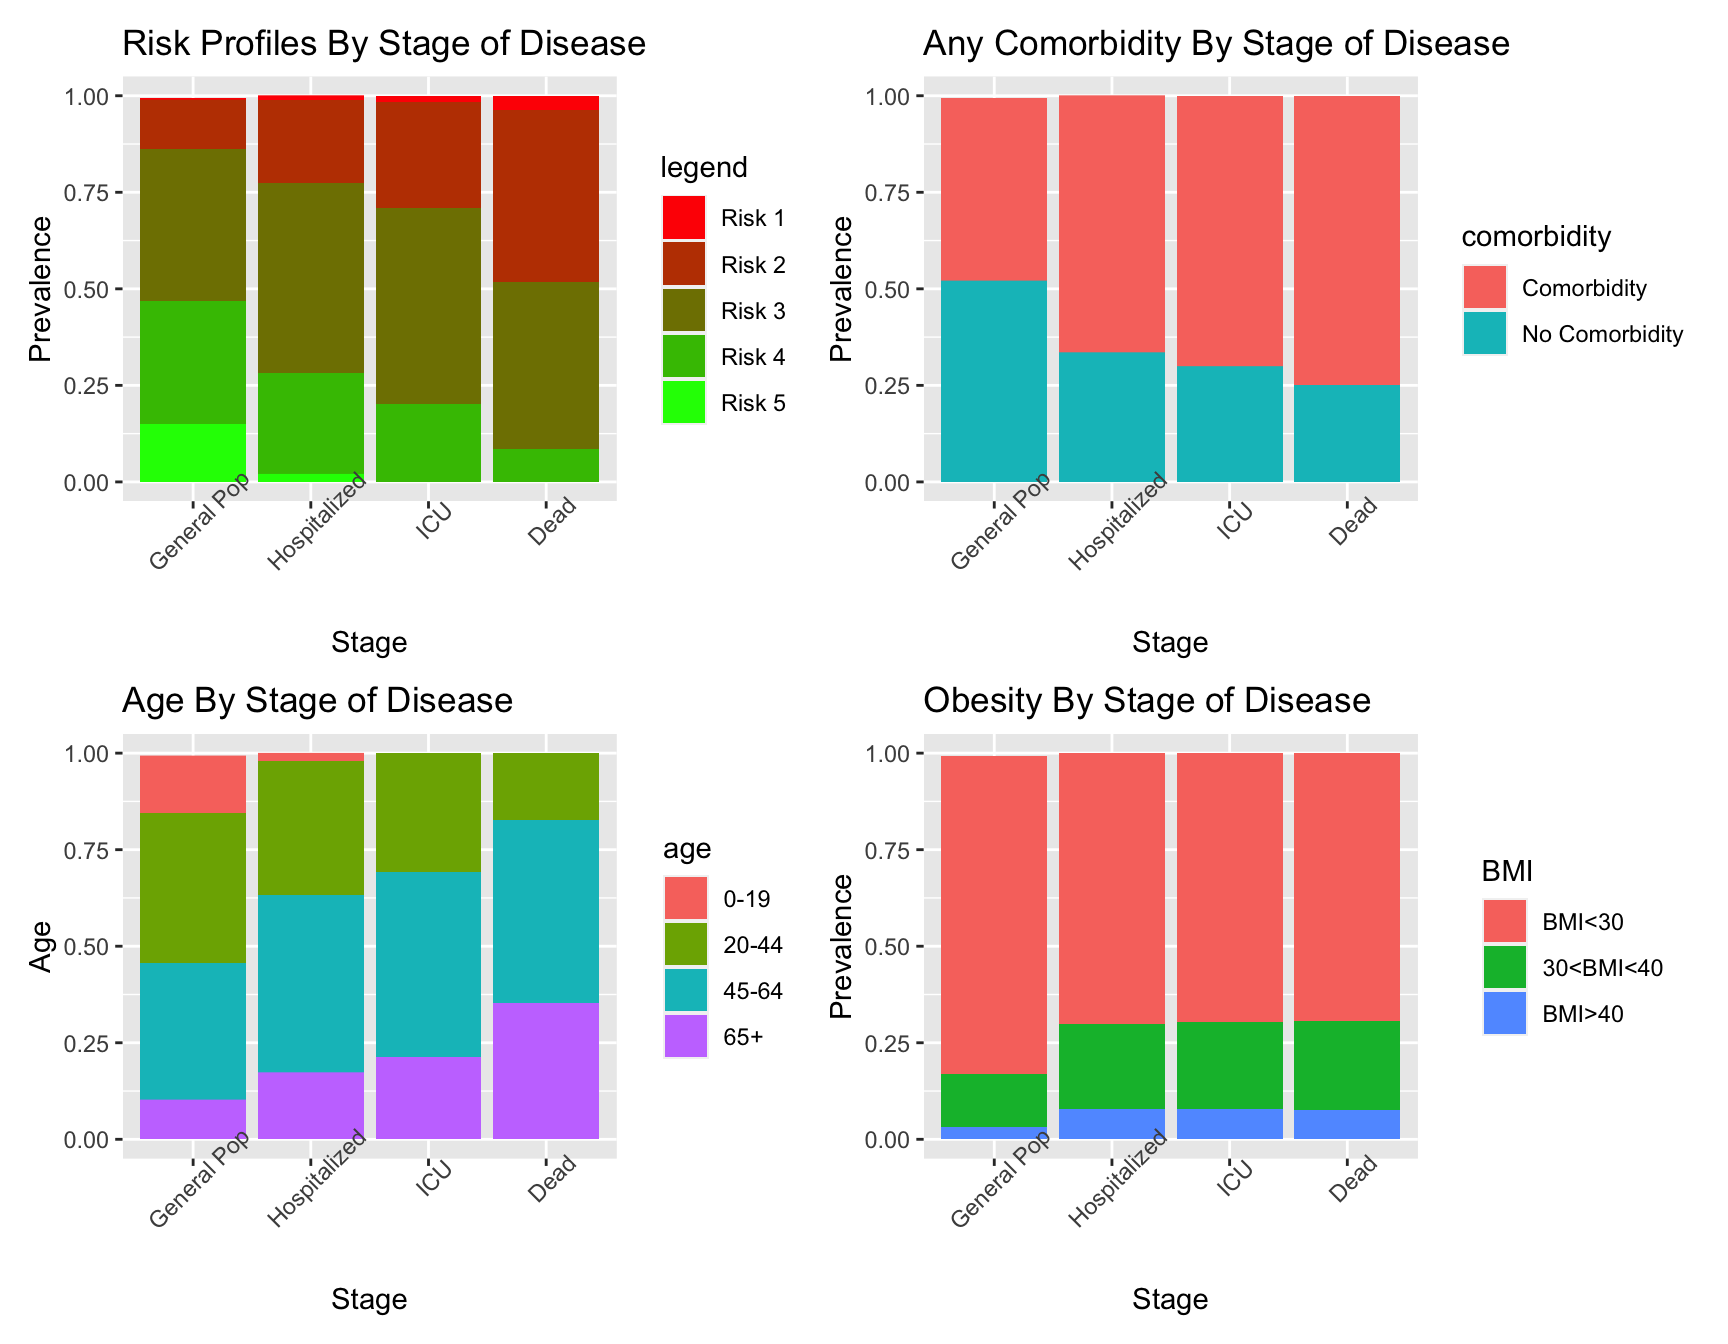 Risk Profiles By Stage of Disease
1.00
0.75
0.50
0.25
0.00
Prevalence
General Pop
Hospitalized
ICU
Dead
Stage
legend
Risk 1
Risk 2
Risk 3
Risk 4
Risk 5
Any Comorbidity By Stage of Disease
1.00
0.75
0.50
0.25
0.00
Prevalence
General Pop
Hospitalized
ICU
Dead
Stage
comorbidity
Comorbidity
No Comorbidity
Age By Stage of Disease
1.00
0.75
0.50
0.25
0.00
Age
General Pop
Hospitalized
ICU
Dead
Stage
age
0-19
20-44
45-64
65+
Obesity By Stage of Disease
1.00
0.75
0.50
0.25
0.00
Prevalence
General Pop
Hospitalized
ICU
Dead
Stage
BMI
BMI<30
30<BMI<40
BMI>40